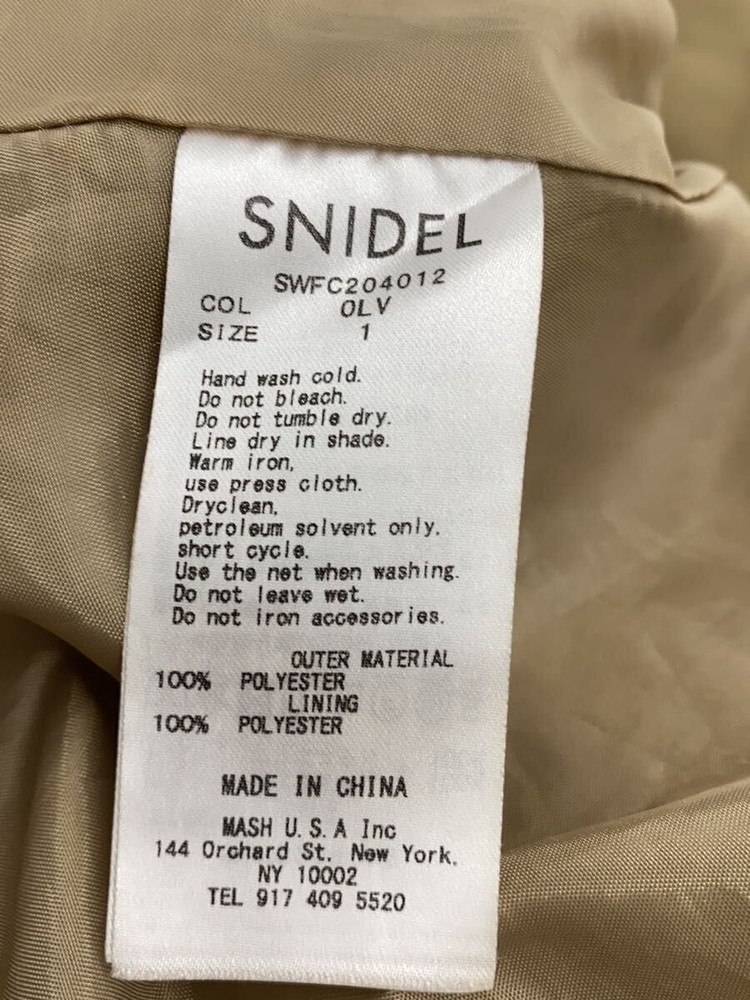 SNIDEL
SWFC204012
COL OLV
SIZE 1
Hand wash cold.
Do not bleach.
Do not tumble dry.
Line dry in shade.
Warm iron,
use press cloth.
Dryclean,
petroleum solvent only.
short cycle.
Use the net when washing.
Do not leave wet.
Do not iron accessories.
OUTER MATERIAL
100% POLYESTER
LINING
100% POLYESTER
MADE IN CHINA
MASH U.S.A Inc
144 Orchard St. New York,
NY 10002
TEL 917 409 5520